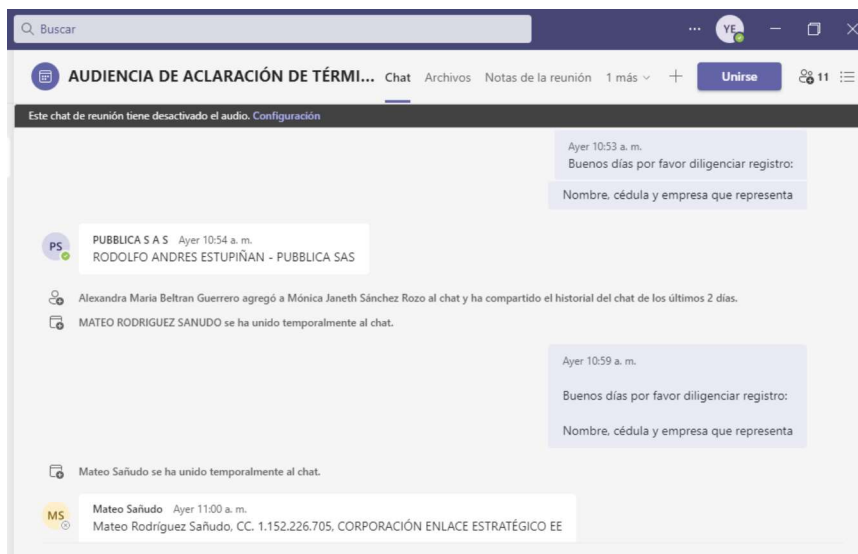 Buscar
YE
AUDIENCIA DE ACLARACIÓN DE TÉRMI... Chat Archivos Notas de la reunión 1 más Unirse 11
Este chat de reunión tiene desactivado el audio. Configuración
Ayer 10:53 a. m.
Buenos días por favor diligenciar registro:
Nombre, cédula y empresa que representa
PS
PUBBLICA S A S Ayer 10:54 a. m.
RODOLFO ANDRES ESTUPIÑAN - PUBBLICA SAS
Alexandra Maria Beltran Guerrero agregó a Mónica Janeth Sánchez Rozo al chat y ha compartido el historial del chat de los últimos 2 días.
MATEO RODRIGUEZ SANUDO se ha unido temporalmente al chat.
Ayer 10:59 a. m.
Buenos días por favor diligenciar registro:
Nombre, cédula y empresa que representa
Mateo Sañudo se ha unido temporalmente al chat.
MS
Mateo Sañudo Ayer 11:00 a. m.
Mateo Rodríguez Sañudo, CC. 1.152.226.705, CORPORACIÓN ENLACE ESTRATÉGICO EE